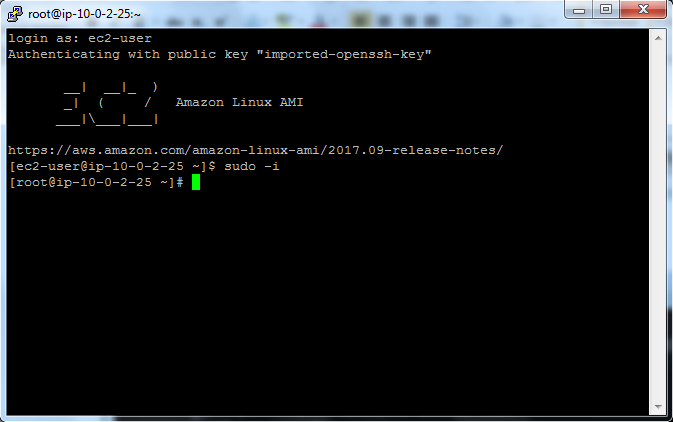 root@ip-10-0-2-25:~
login as: ec2-user
Authenticating with public key "imported-openssh-key"
       __|  __|_  )
       _|  (     /   Amazon Linux AMI
      ___|\___|___|
https://aws.amazon.com/amazon-linux-ami/2017.09-release-notes/
[ec2-user@ip-10-0-2-25 ~]$ sudo -i
[root@ip-10-0-2-25 ~]#